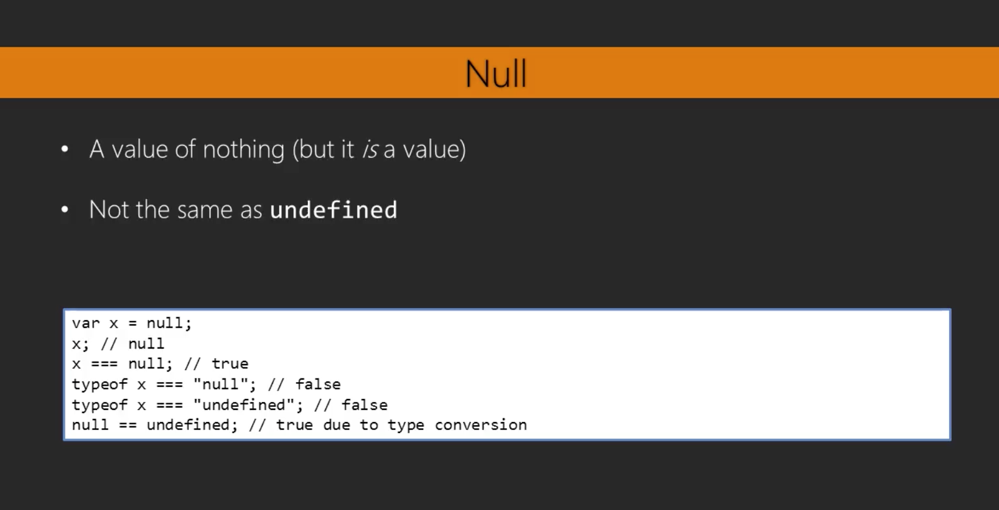 Null
• A value of nothing (but it is a value)
• Not the same as undefined
var x = null;
x; // null
x === null; // true
typeof x === "null"; // false
typeof x === "undefined"; // false
null == undefined; // true due to type conversion